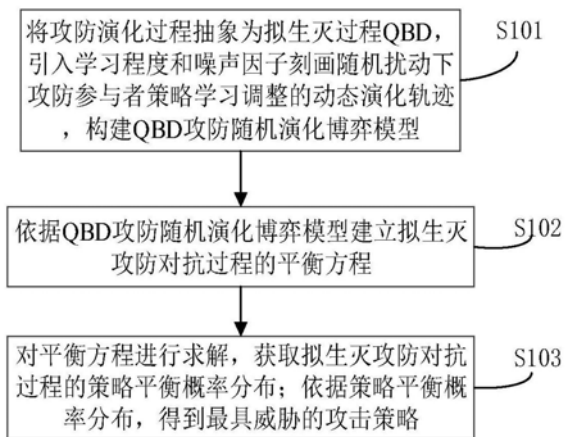 将攻防演化过程抽象为拟生灭过程QBD，
引入学习程度和噪声因子刻画随机扰动下
攻防参与者策略学习调整的动态演化轨迹
，构建QBD攻防随机演化博弈模型
S101
依据QBD攻防随机演化博弈模型建立拟生灭
攻防对抗过程的平衡方程
S102
对平衡方程进行求解，获取拟生灭攻防对抗
过程的策略平衡概率分布；依据策略平衡概
率分布，得到最具威胁的攻击策略
S103